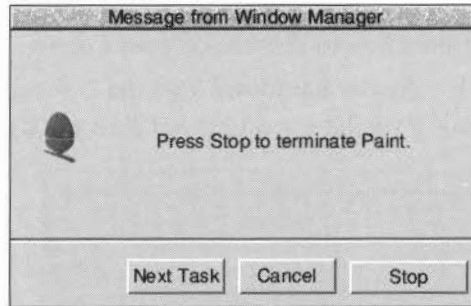 Message from Window Manager
Press Stop to terminate Paint.
Next Task Cancel Stop